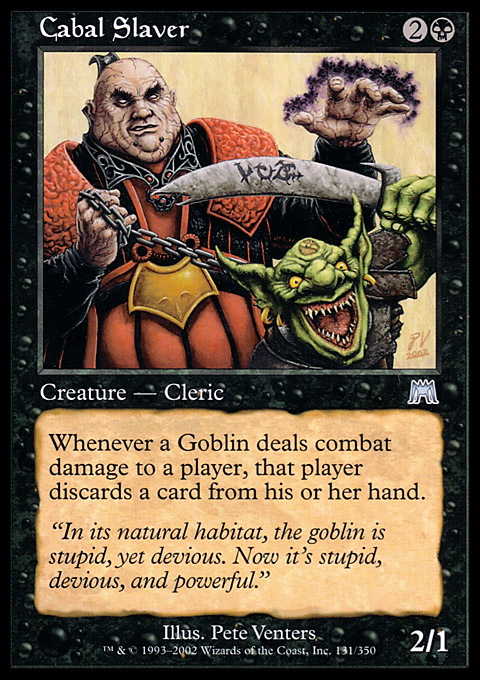 Cabal Slaver 2
PV
2002
Creature — Cleric
Whenever a Goblin deals combat
damage to a player, that player
discards a card from his or her hand.
“In its natural habitat, the goblin is
stupid, yet devious. Now it’s stupid,
devious, and powerful.”
Illus. Pete Venters
™ & © 1993–2002 Wizards of the Coast, Inc. 131/350
2/1